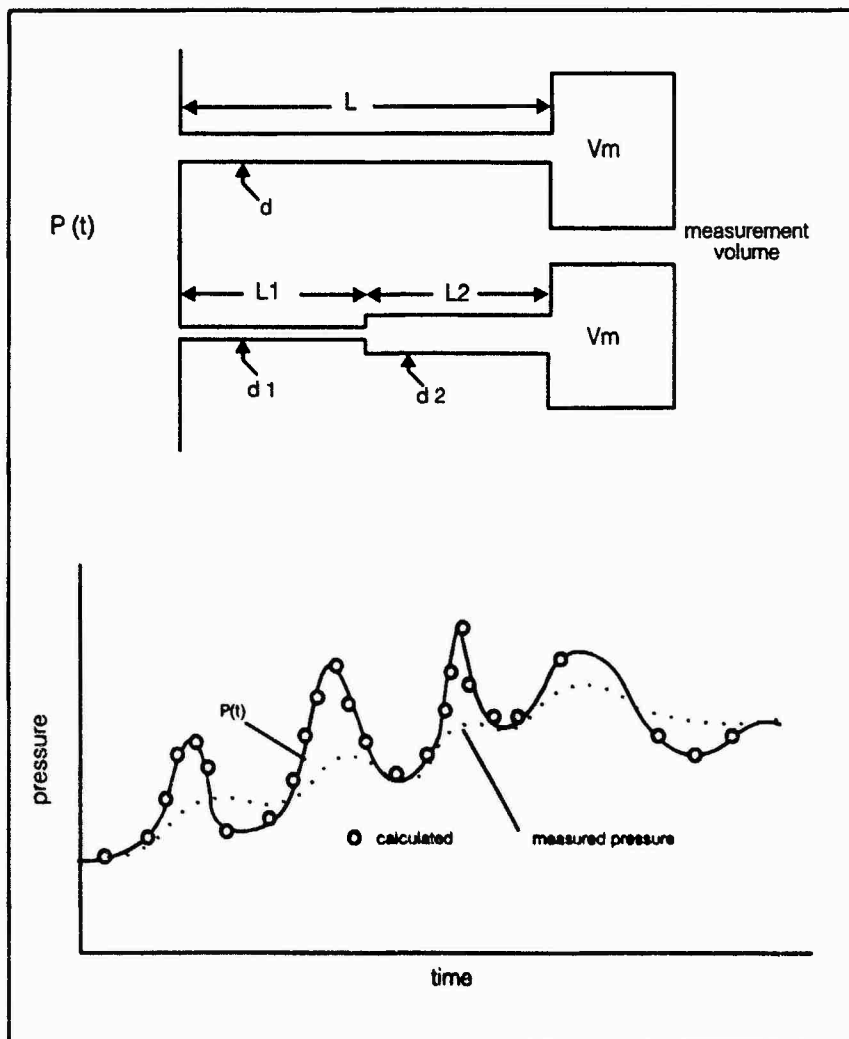 L
Vm
d
P (t)
measurement
volume
L1
L2
Vm
d 1
d 2
P(t)
pressure
calculated
measured pressure
time